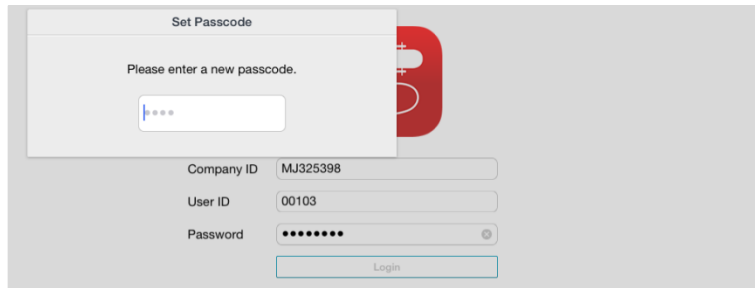 Set Passcode
Please enter a new passcode.
Company ID MJ325398
User ID 00103
Password ••••••••
Login